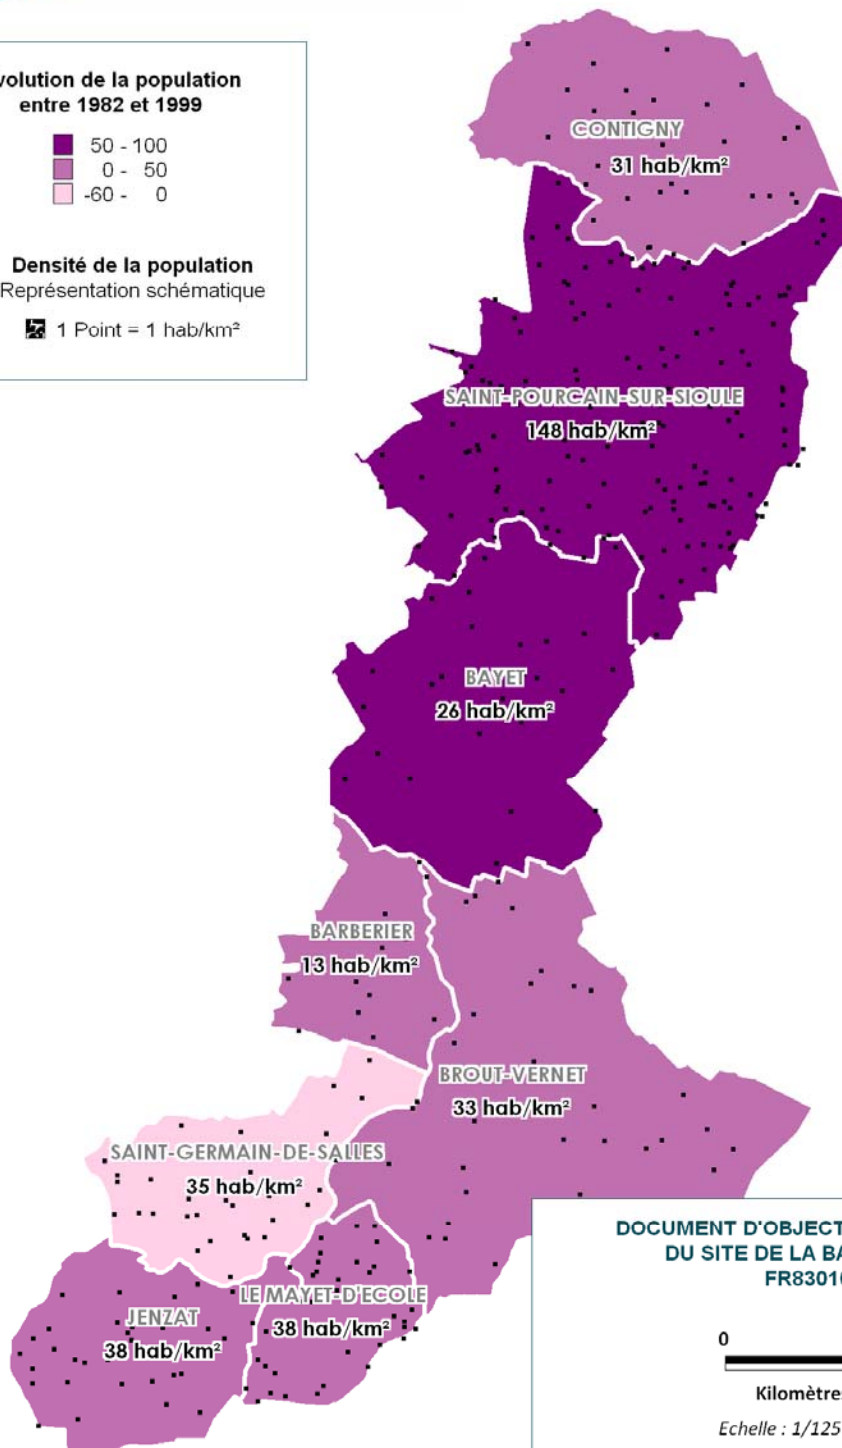 volution de la population
entre 1982 et 1999
50 - 100
0 - 50
-60 - 0
Densité de la population
Représentation schématique
1 Point = 1 hab/km²
CONTIGNY
31 hab/km²
SAINT-POURCAIN-SUR-SIOULE
148 hab/km²
BAYET
26 hab/km²
BARBERIER
13 hab/km²
BROUT-VERNET
33 hab/km²
SAINT-GERMAIN-DE-SALLES
35 hab/km²
LE MAYET-D'ECOLE
38 hab/km²
JENZAT
38 hab/km²
DOCUMENT D'OBJECT
DU SITE DE LA BA
FR83010
0
Kilomètres
Echelle : 1/125